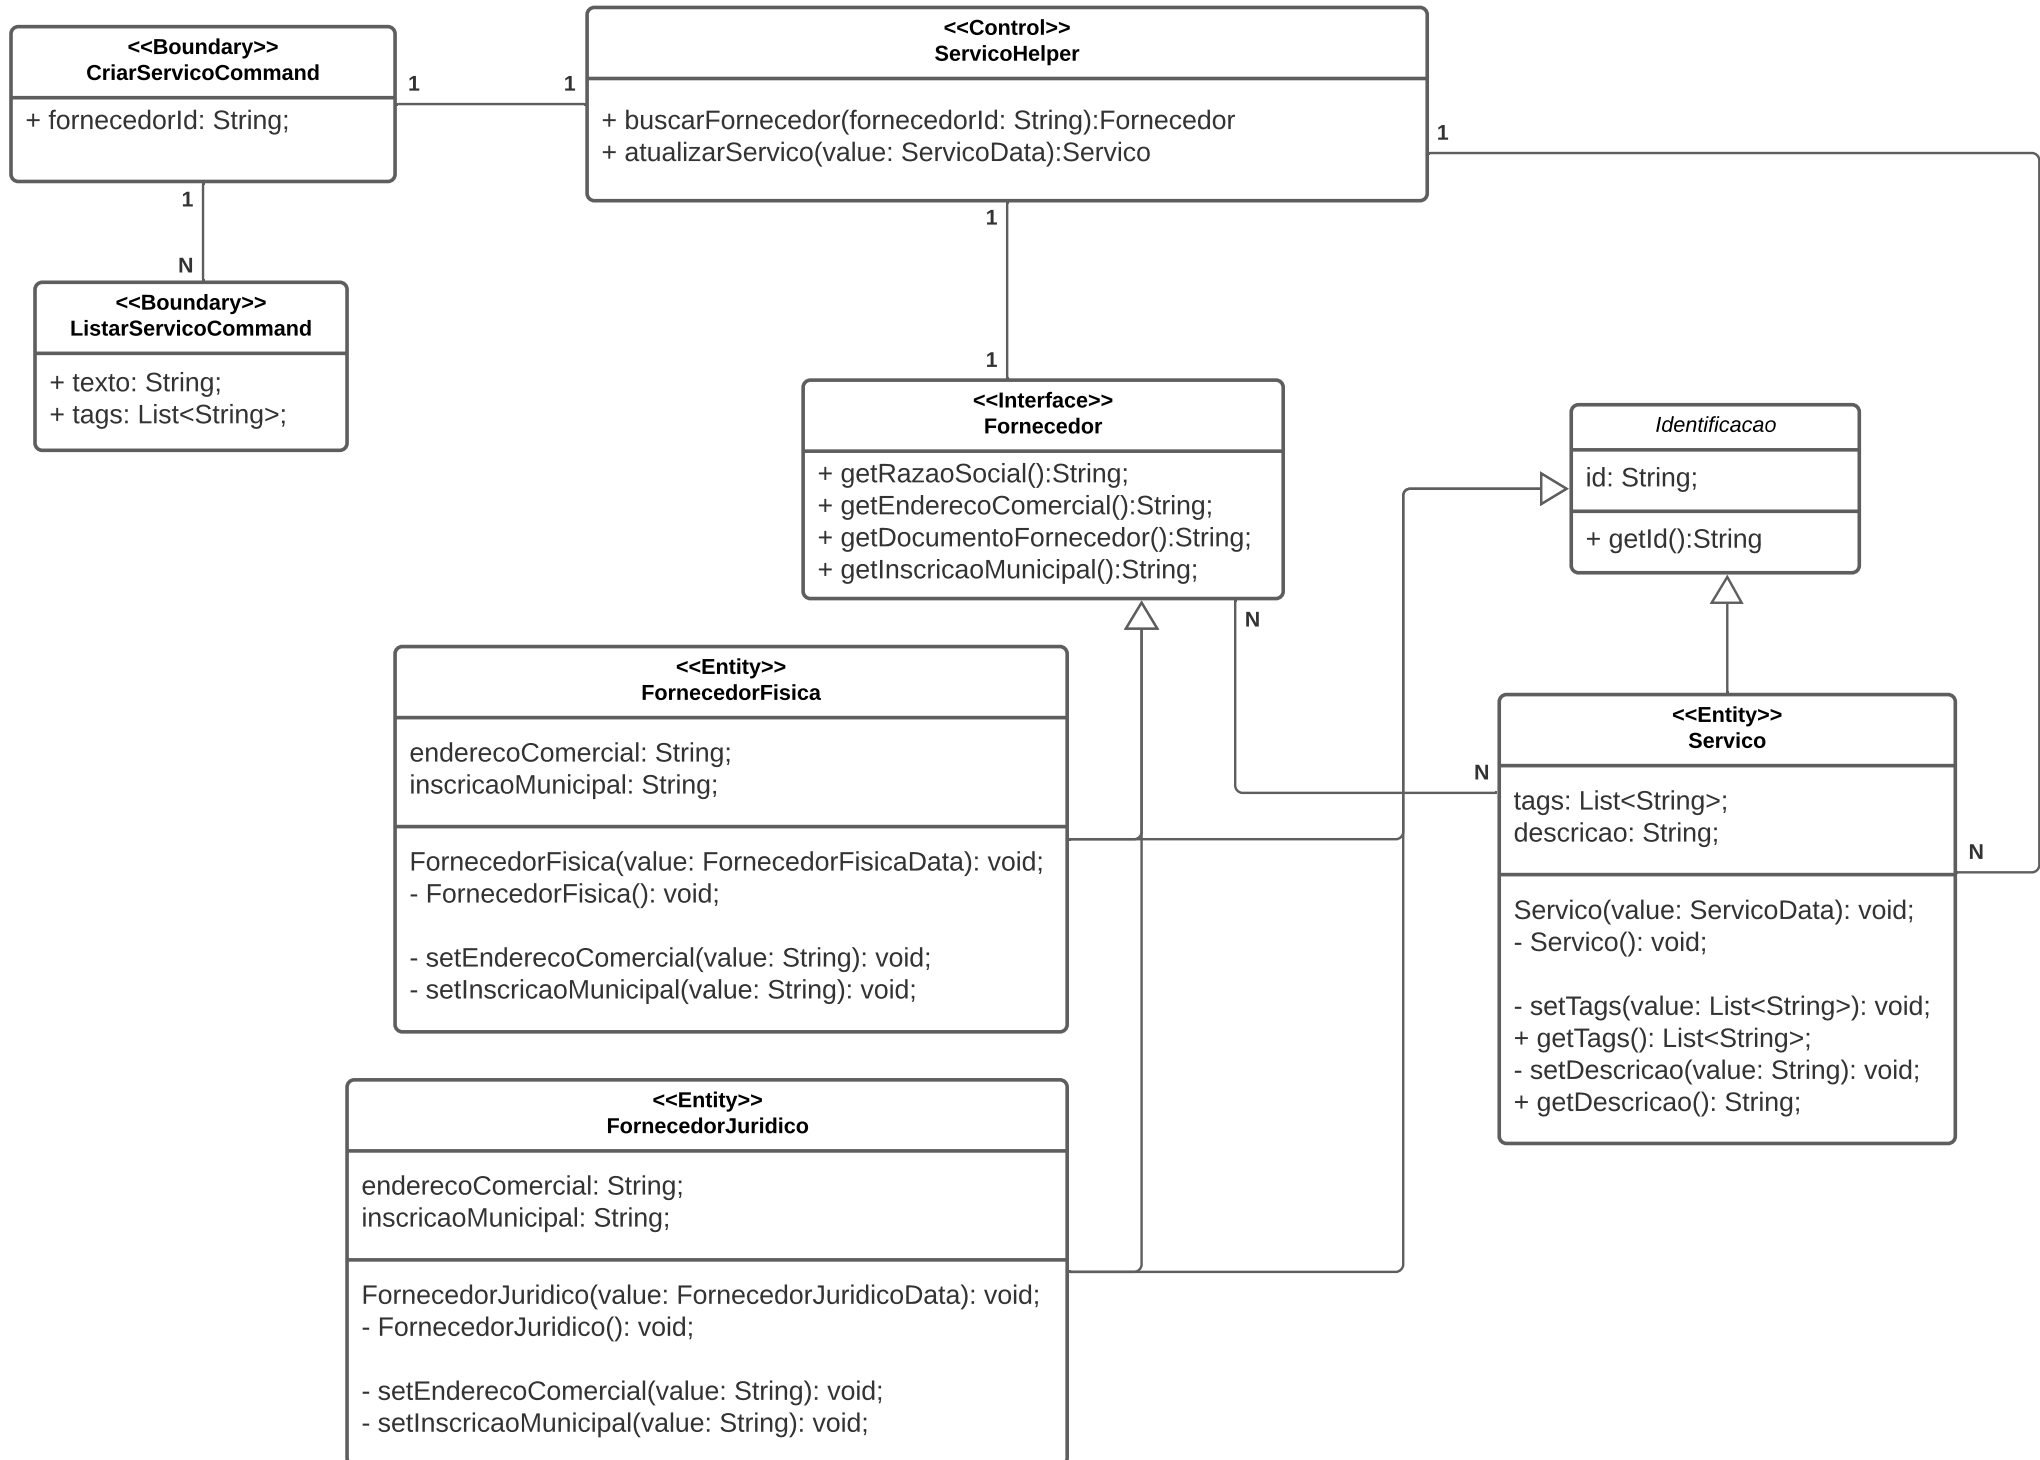 <<Boundary>>
CriarServicoCommand
+ fornecedorId: String;
1
1
<<Control>>
ServicoHelper
+ buscarFornecedor(fornecedorId: String):Fornecedor
+ atualizarServico(value: ServicoData):Servico
1
1
N
<<Boundary>>
ListarServicoCommand
+ texto: String;
+ tags: List<String>;
1
1
<<Interface>>
Fornecedor
+ getRazaoSocial():String;
+ getEnderecoComercial():String;
+ getDocumentoFornecedor():String;
+ getInscricaoMunicipal():String;
N
Identificacao
id: String;
+ getId():String
<<Entity>>
FornecedorFisica
enderecoComercial: String;
inscricaoMunicipal: String;
FornecedorFisica(value: FornecedorFisicaData): void;
- FornecedorFisica(): void;
- setEnderecoComercial(value: String): void;
- setInscricaoMunicipal(value: String): void;
N
<<Entity>>
Servico
tags: List<String>;
descricao: String;
N
Servico(value: ServicoData): void;
- Servico(): void;
- setTags(value: List<String>): void;
+ getTags(): List<String>;
- setDescricao(value: String): void;
+ getDescricao(): String;
<<Entity>>
FornecedorJuridico
enderecoComercial: String;
inscricaoMunicipal: String;
FornecedorJuridico(value: FornecedorJuridicoData): void;
- FornecedorJuridico(): void;
- setEnderecoComercial(value: String): void;
- setInscricaoMunicipal(value: String): void;